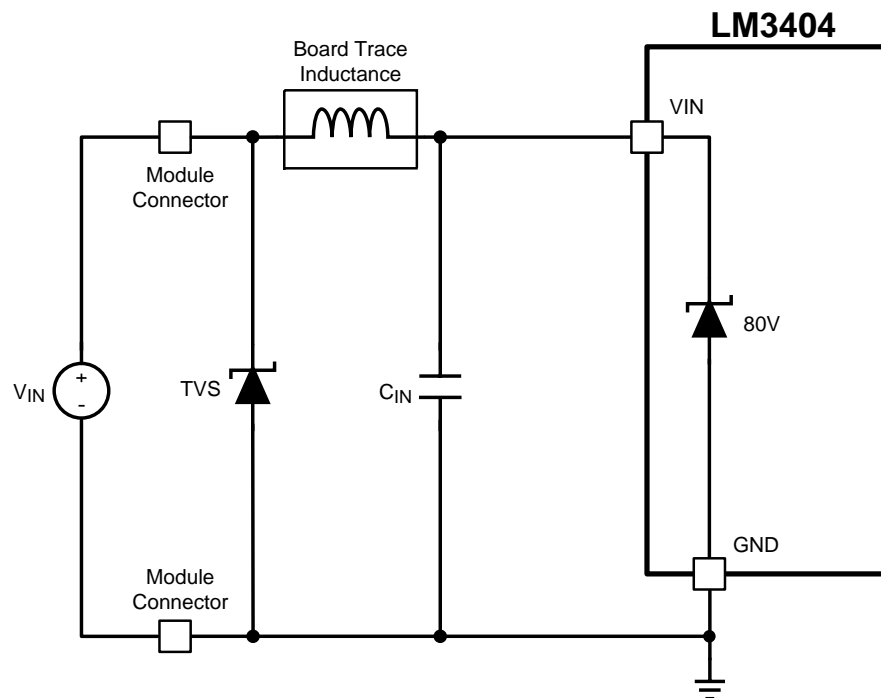 LM3404
Board Trace
Inductance
VIN
Module
Connector
80V
VIN
+
-
TVS
CIN
GND
Module
Connector